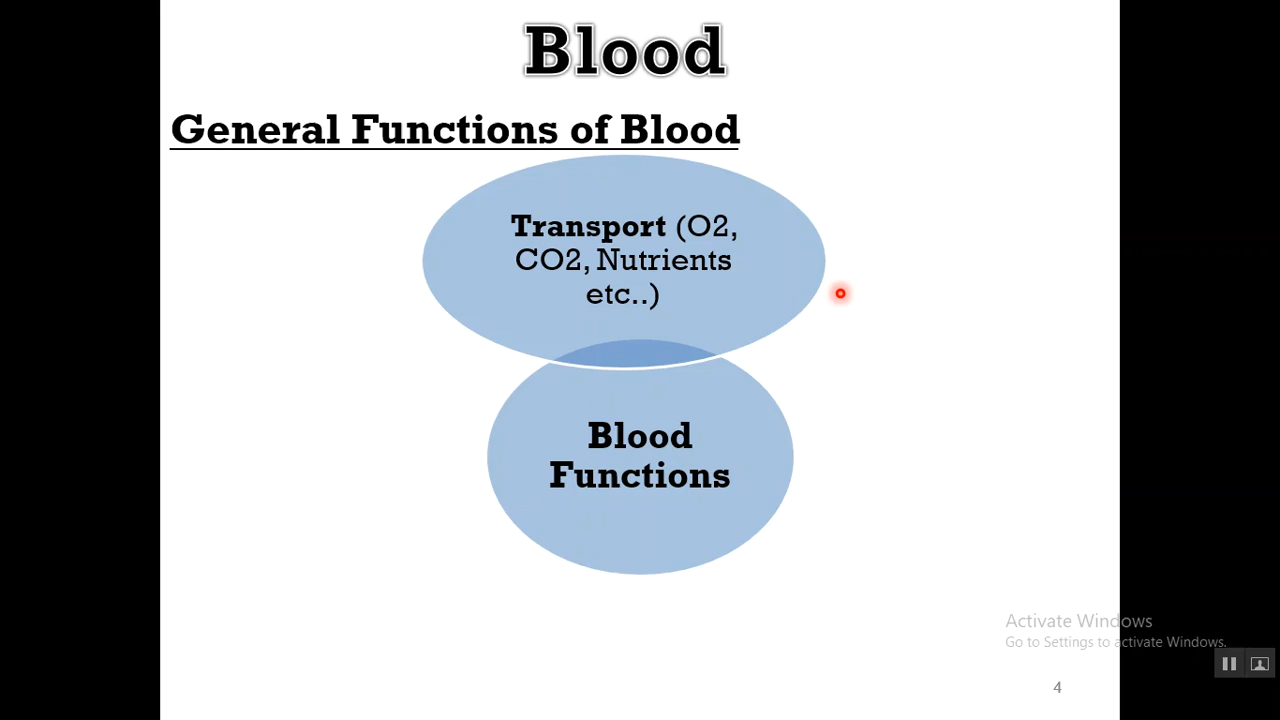 Blood
General Functions of Blood
Transport (O2,
CO2, Nutrients
etc..)
Blood
Functions
Activate Windows
Go to Settings to activate Windows.
4